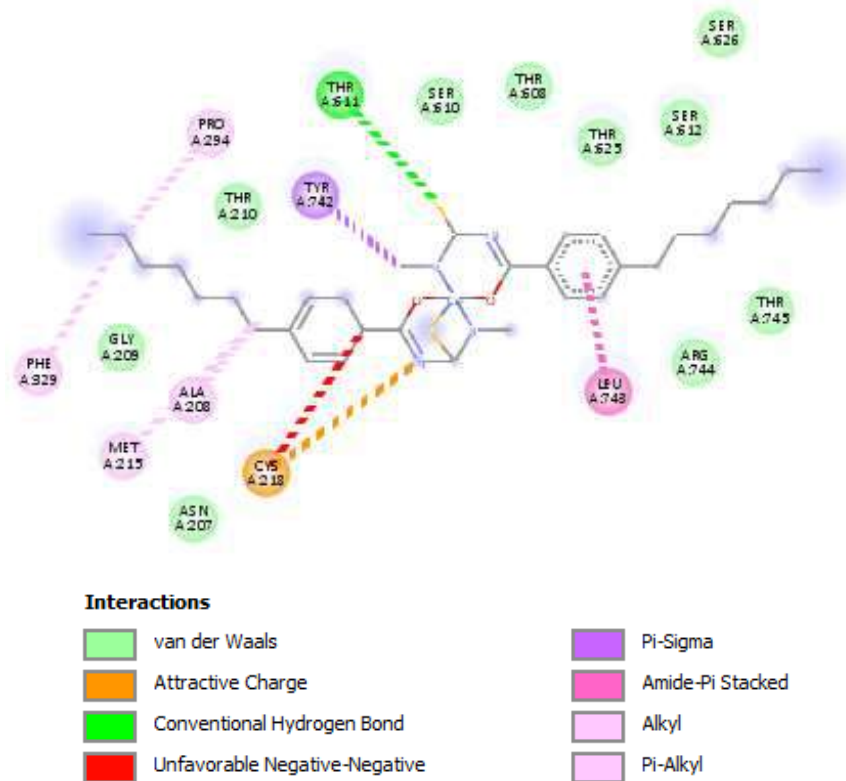 SER
A:626
THR
A:611
SER
A:610
THR
A:608
SER
A:612
PRO
A:294
THR
A:625
THR
A:210
TYR
A:742
GLY
A:209
THR
A:745
PHE
A:329
ALA
A:208
ARG
A:744
LEU
A:743
MET
A:215
CYS
A:218
ASN
A:207
Interactions
van der Waals
Attractive Charge
Conventional Hydrogen Bond
Unfavorable Negative-Negative
Pi-Sigma
Amide-Pi Stacked
Alkyl
Pi-Alkyl